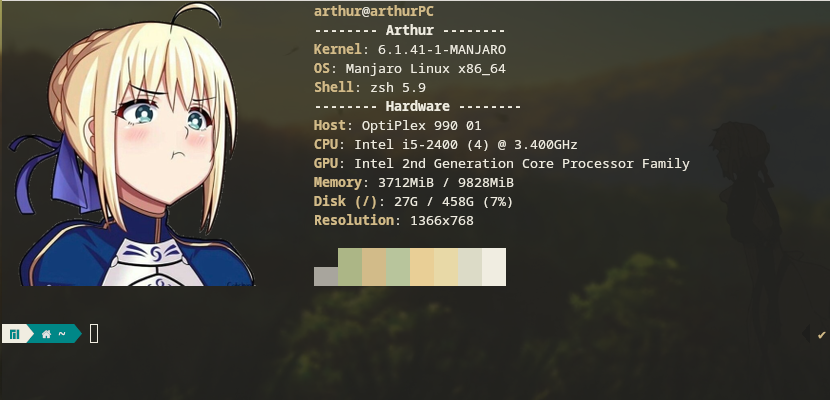 arthur@arthurPC
-------- Arthur --------
Kernel: 6.1.41-1-MANJARO
OS: Manjaro Linux x86_64
Shell: zsh 5.9
-------- Hardware --------
Host: OptiPlex 990 01
CPU: Intel i5-2400 (4) @ 3.400GHz
GPU: Intel 2nd Generation Core Processor Family
Memory: 3712MiB / 9828MiB
Disk (/): 27G / 458G (7%)
Resolution: 1366x768
~ ✔